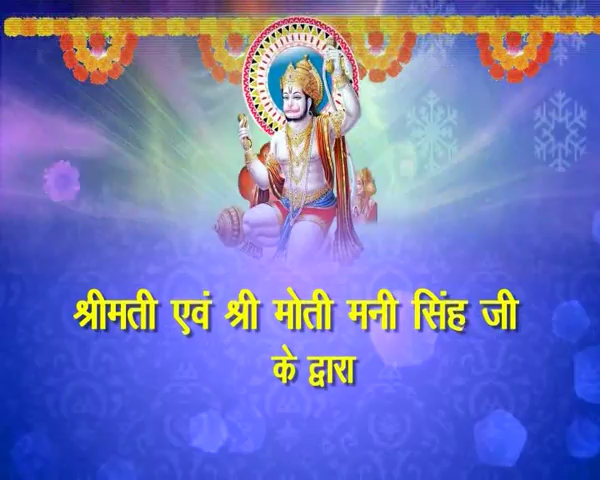 श्रीमती एवं श्री मोती मनी सिंह जी
के द्वारा